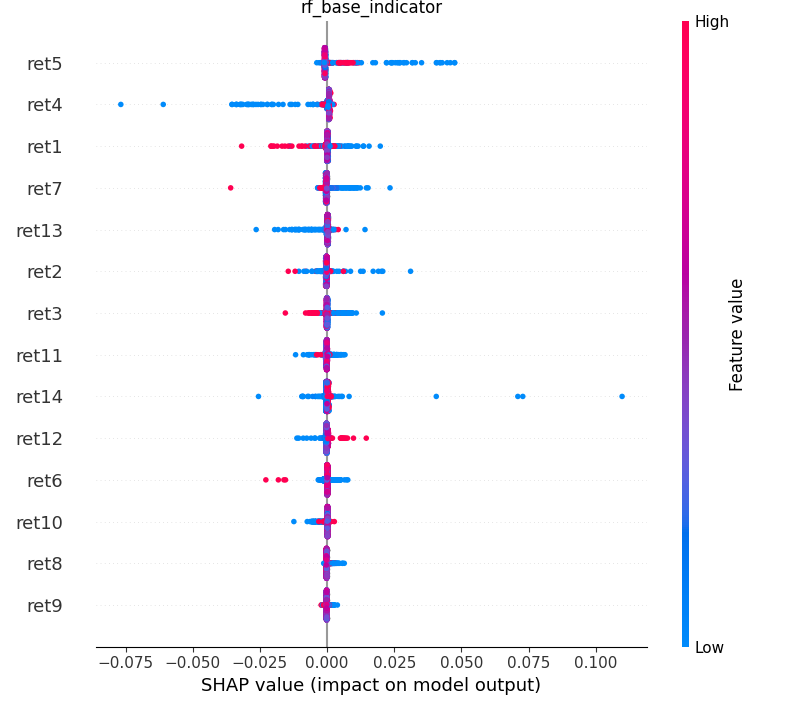 rf_base_indicator
High
ret5
ret4
ret1
ret7
ret13
ret2
ret3
ret11
ret14
ret12
ret6
ret10
ret8
ret9
Feature value
Low
−0.075 −0.050 −0.025 0.000 0.025 0.050 0.075 0.100
SHAP value (impact on model output)